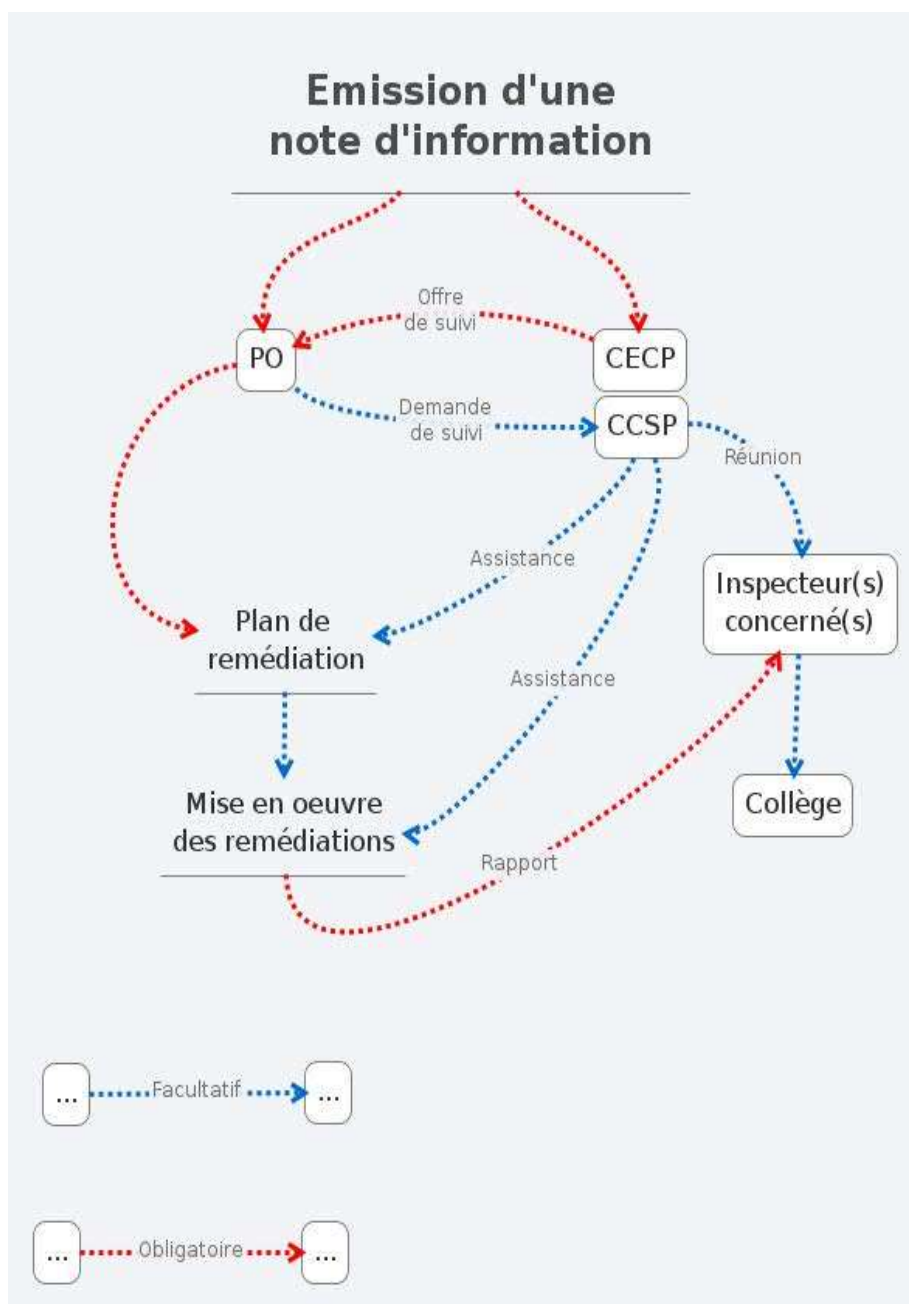 Emission d'une
note d'information
Offre
de suivi
PO
CECP
Demande
de suivi
CCSP
Réunion
Assistance
Inspecteur(s)
concerné(s)
Plan de
remédiation
Assistance
Mise en oeuvre
des remédiations
Collège
Rapport
... Facultatif ...
... Obligatoire ...